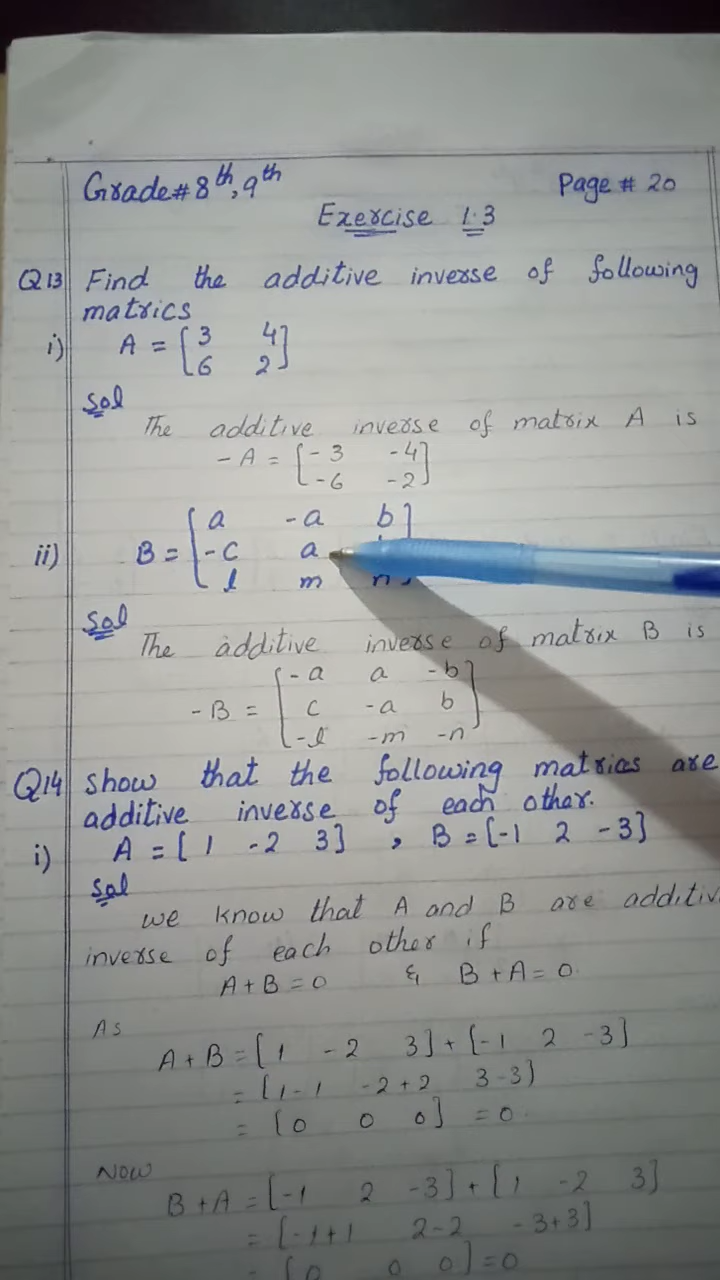 Grade# 8th, 9th Page # 20
Exercise 1.3
Q13 Find the additive inverse of following
matrics
i) A = [3 4
6 2]
Sol
The additive inverse of matrix A is
-A = [-3 -4
-6 -2]
[a -a b]
ii) B = -c a
l m n
Sol
The additive inverse of matrix B is
[-a a -b]
-B = c -a b
-l -m -n
Q14 Show that the following matrias are
additive inverse of each other.
i) A = [1 -2 3] , B = [-1 2 -3]
Sol
we know that A and B are additiv
inverse of each other if
A+B=0 & B+A=0.
As
A+B = [1 -2 3] + [-1 2 -3]
= [1-1 -2+2 3-3]
= [0 0 0] = 0.
Now
B+A = [-1 2 -3] + [1 -2 3]
= [-1+1 2-2 -3+3]
= [0 0 0] = 0